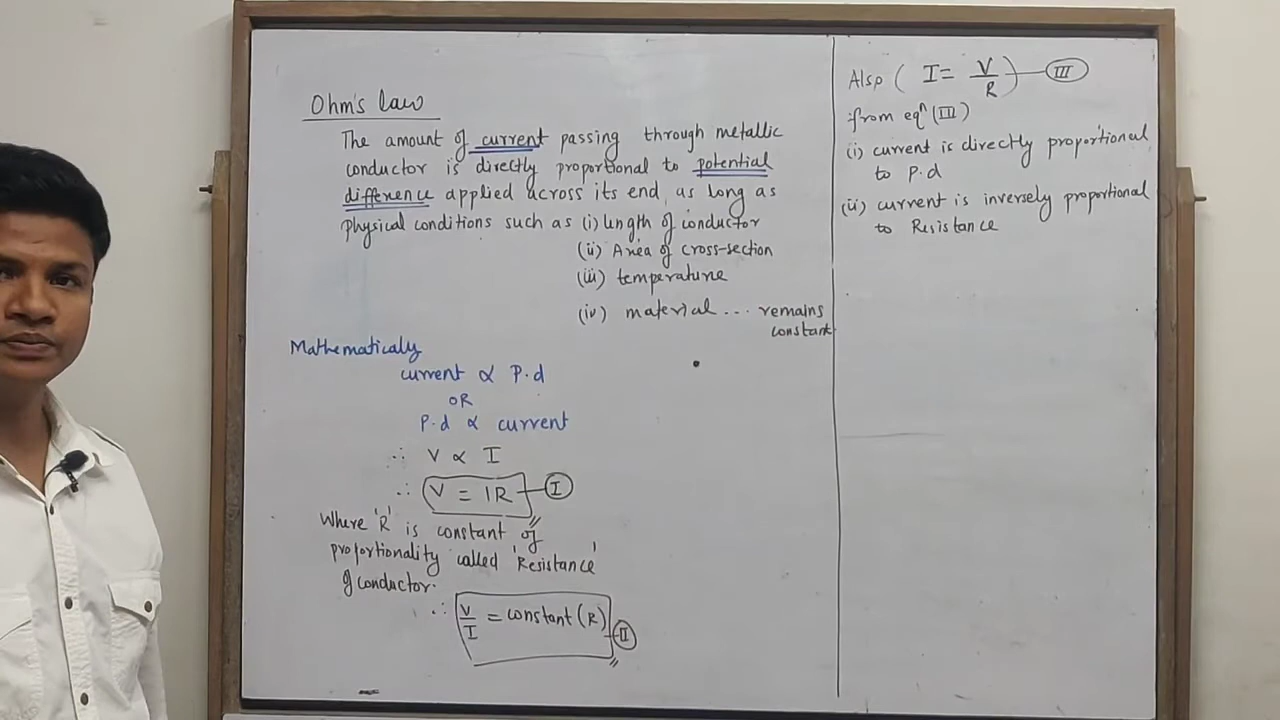 Ohm's law
The amount of current passing through metallic
conductor is directly proportional to potential
difference applied across its end, as long as
physical conditions such as (i) length of conductor
(ii) Area of cross-section
(iii) temperature
(iv) material ... remains
constant
Mathematicaly
current ∝ P.d
OR
P.d ∝ current
∴ V ∝ I
∴ V = IR — I
Where 'R' is constant of
proportionality called 'Resistance'
of conductor.
∴ V/I = constant (R) — II
Also ( I = V/R ) — III
from eqⁿ (III)
(i) current is directly proportional
to P.d
(ii) current is inversely proportional
to Resistance